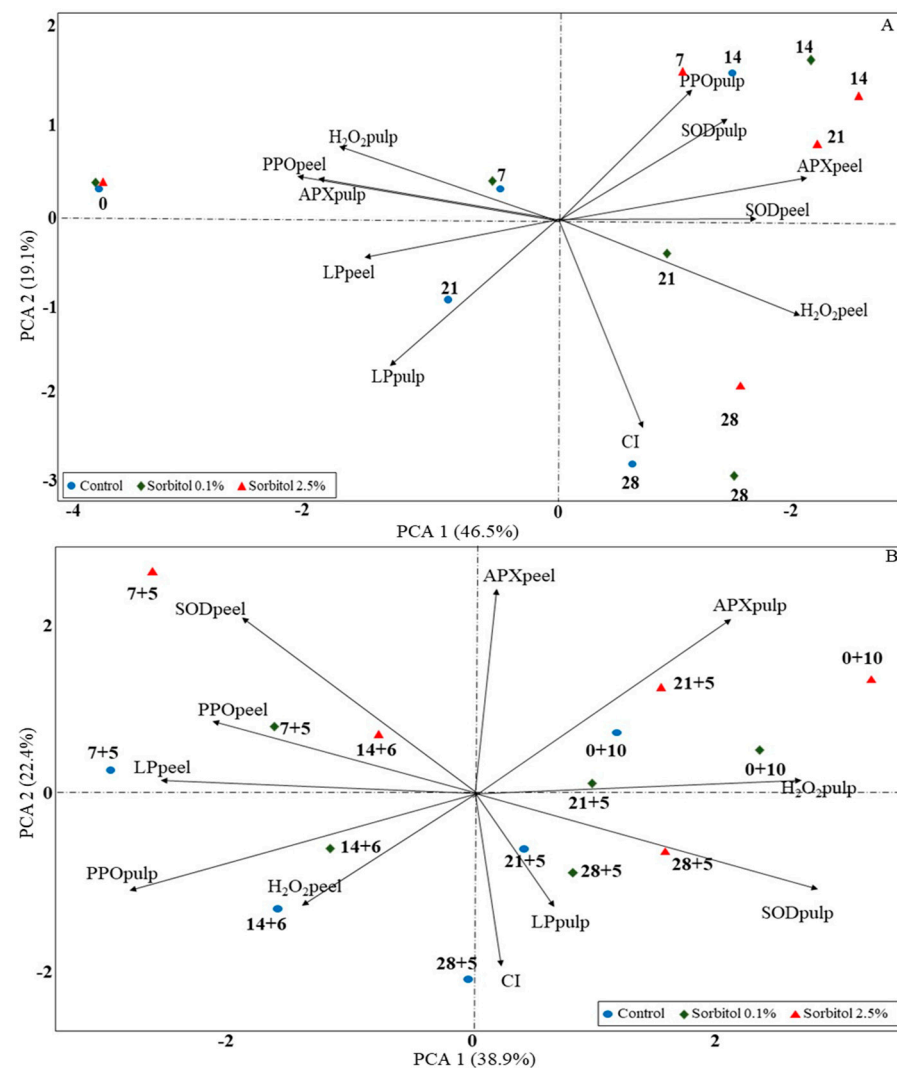 A
2
1
0
-1
-2
-3
PCA 2 (19.1%)
7
14
14
14
PPOpulp
SODpulp
21
APXpeel
SODpeel
H₂O₂pulp
PPOpeel
APXpulp
0
7
LPpeel
21
21
H₂O₂peel
LPpulp
CI
28
28
28
Control Sorbitol 0.1% Sorbitol 2.5%
-4 -2 0 -2
PCA 1 (46.5%)
B
2
0
-2
PCA 2 (22.4%)
7+5
SODpeel
APXpeel
APXpulp
0+10
21+5
PPOpeel
7+5
14+6
0+10
0+10
7+5
LPpeel
H₂O₂pulp
21+5
14+6
21+5
28+5
28+5
PPOpulp
H₂O₂peel
14+6
LPpulp
SODpulp
28+5
CI
Control Sorbitol 0.1% Sorbitol 2.5%
-2 0 2
PCA 1 (38.9%)